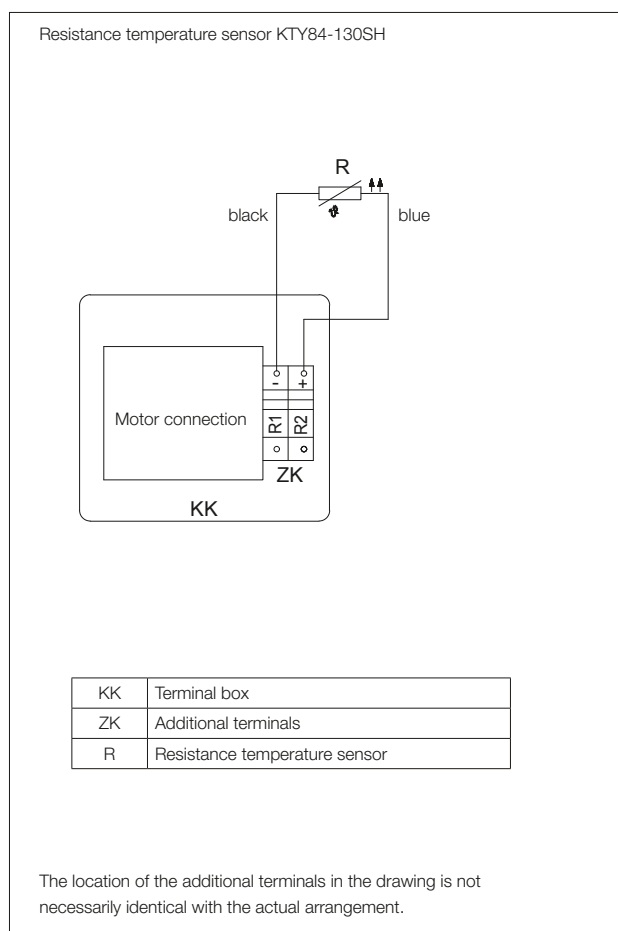 Resistance temperature sensor KTY84-130SH
R
ϑ
black
blue
- +
Motor connection
R1 R2
ZK
KK
KK Terminal box
ZK Additional terminals
R Resistance temperature sensor
The location of the additional terminals in the drawing is not
necessarily identical with the actual arrangement.